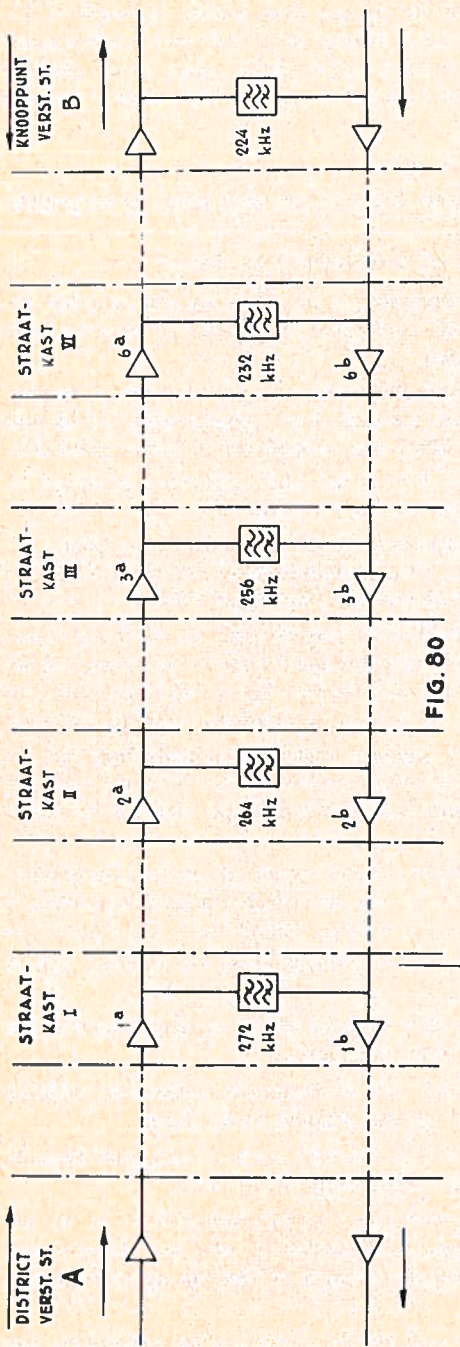 DISTRICT
VERST. ST.
A
STRAAT-
KAST
I
STRAAT-
KAST
II
STRAAT-
KAST
III
STRAAT-
KAST
VI
KNOOPPUNT
VERST. ST.
B
1a
2a
3a
6a
272
kHz
264
kHz
256
kHz
232
kHz
224
kHz
1b
2b
3b
6b
FIG. 80